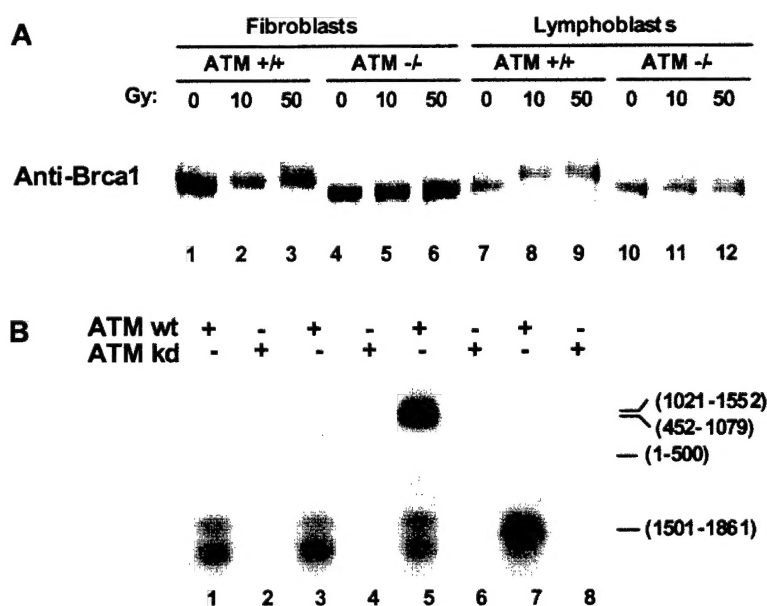 A
Fibroblasts Lymphoblasts
ATM +/+ ATM -/- ATM +/+ ATM -/-
Gy: 0 10 50 0 10 50 0 10 50 0 10 50
Anti-Brca1
1 2 3 4 5 6 7 8 9 10 11 12
B
ATM wt + - + - + - + -
ATM kd - + - + - + - +
(1021-1552)
(452-1079)
(1-500)
(1501-1861)
1 2 3 4 5 6 7 8